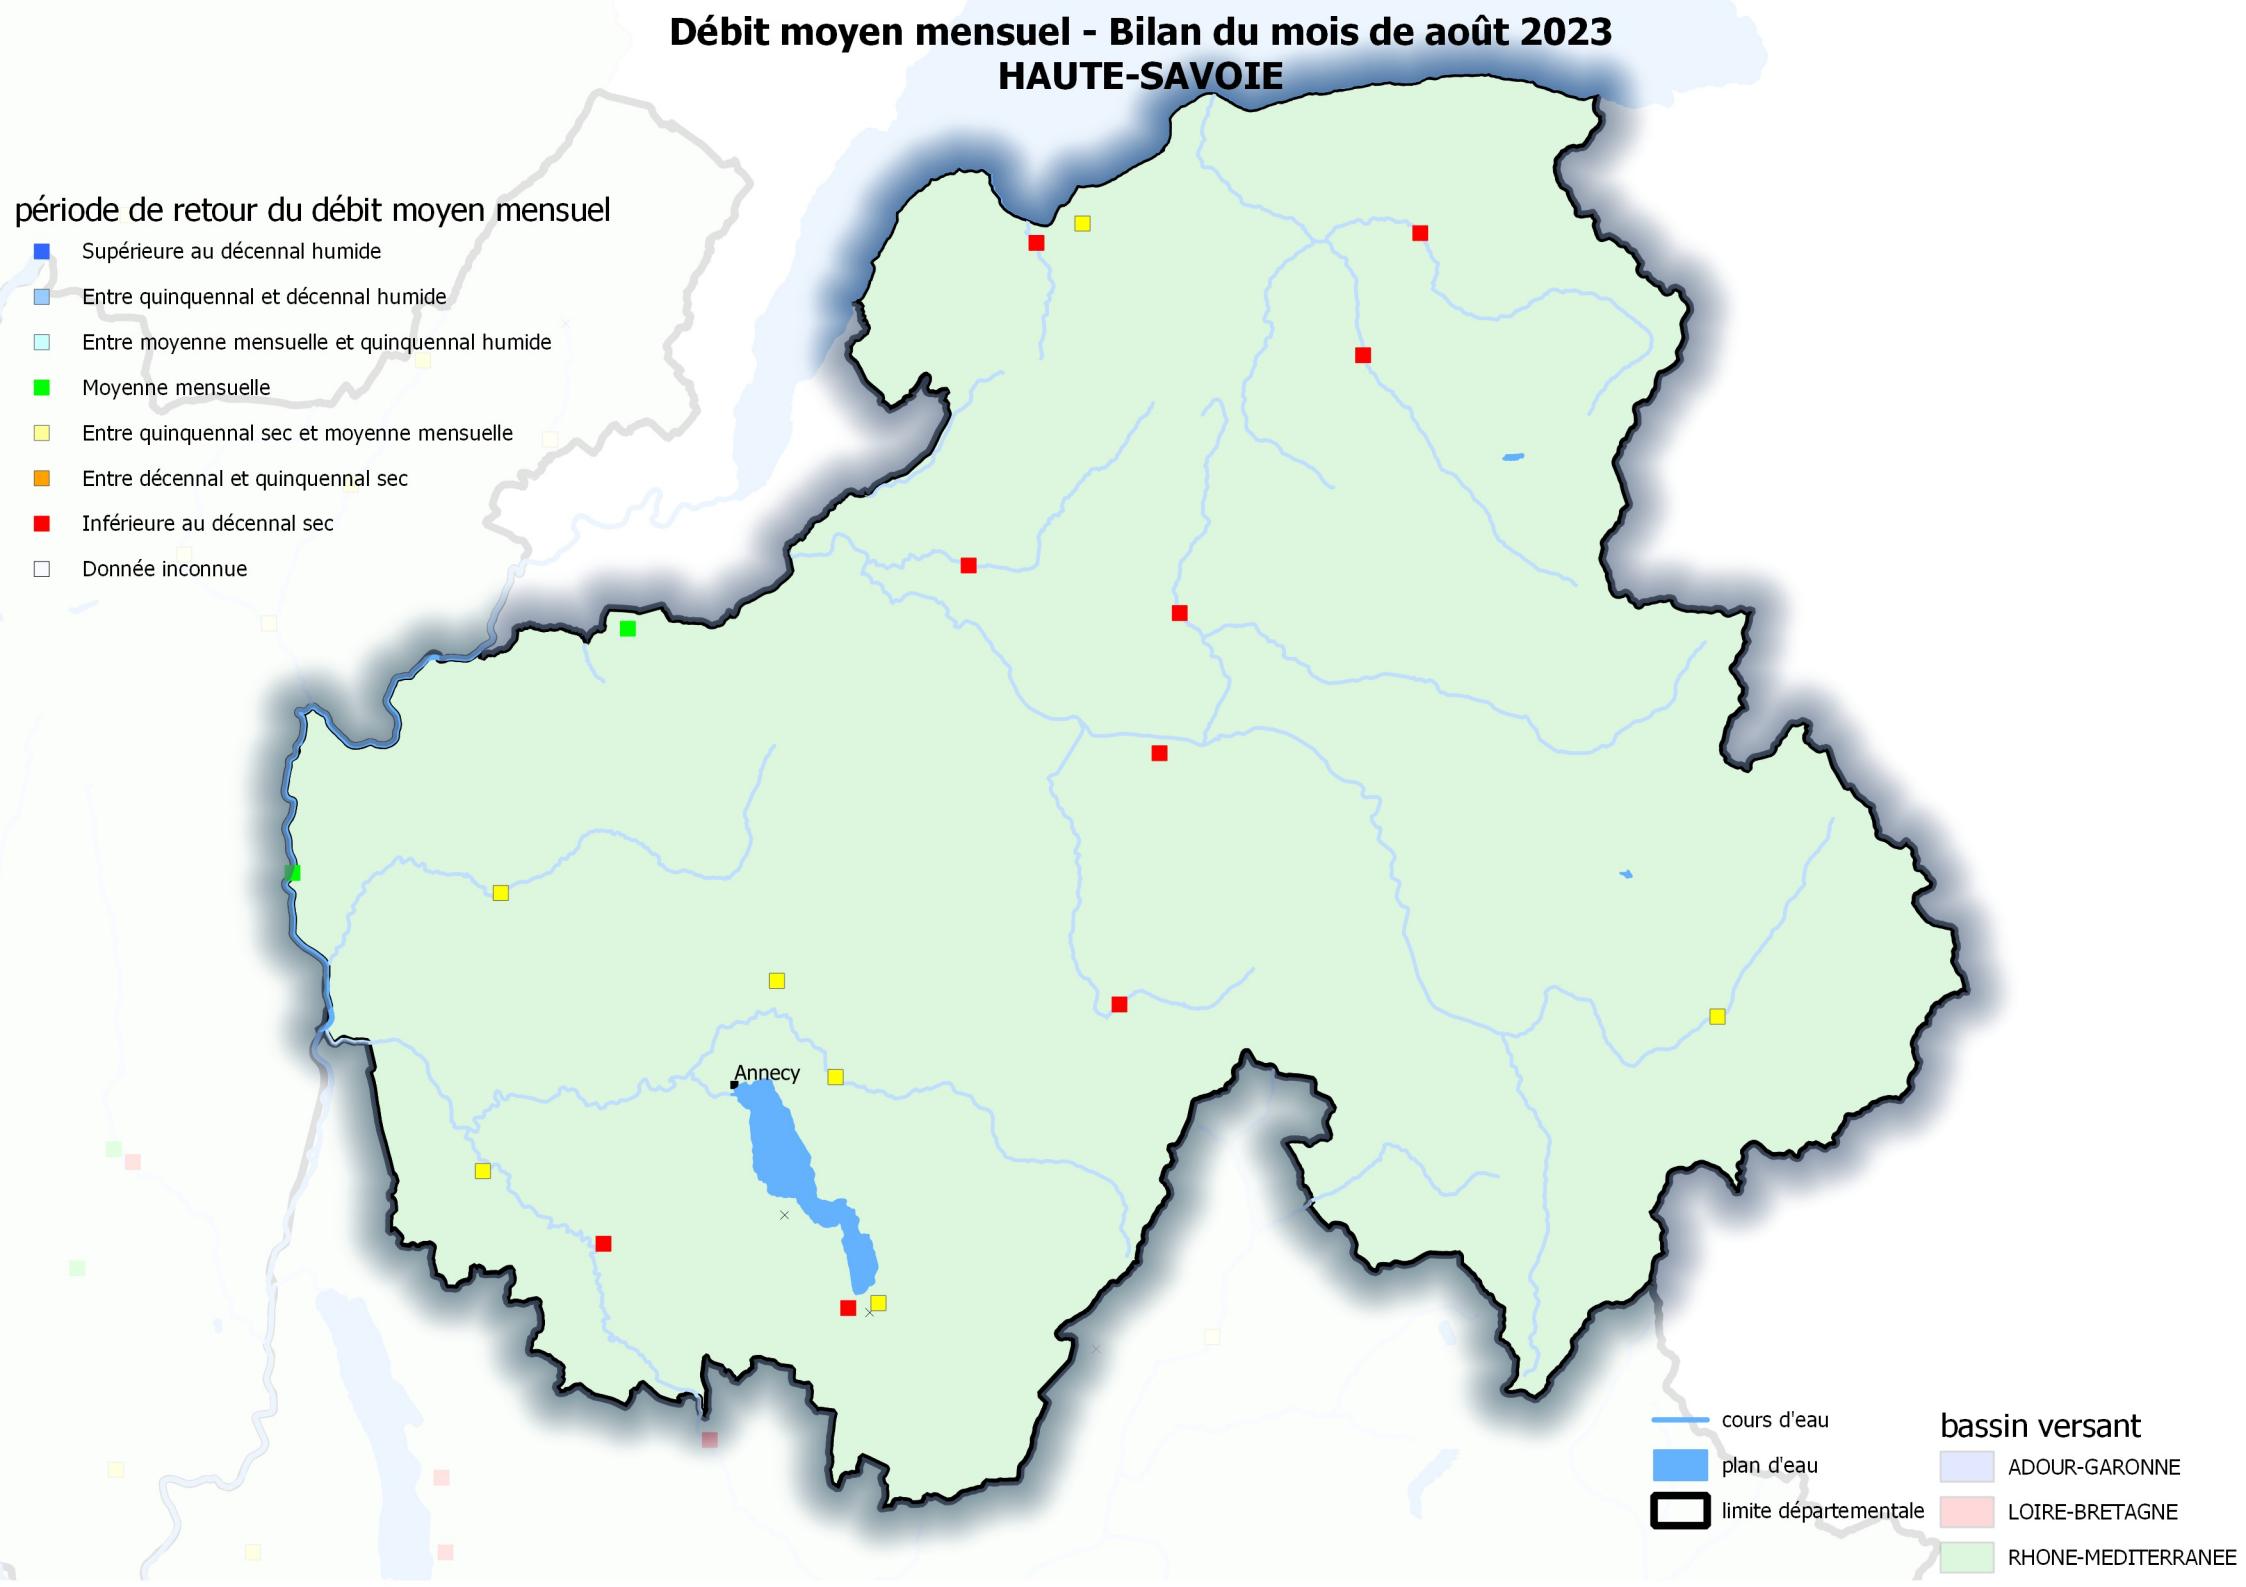 Débit moyen mensuel - Bilan du mois de août 2023
HAUTE-SAVOIE
période de retour du débit moyen mensuel
Supérieure au décennal humide
Entre quinquennal et décennal humide
Entre moyenne mensuelle et quinquennal humide
Moyenne mensuelle
Entre quinquennal sec et moyenne mensuelle
Entre décennal et quinquennal sec
Inférieure au décennal sec
Donnée inconnue
Annecy
cours d'eau
plan d'eau
limite départementale
bassin versant
ADOUR-GARONNE
LOIRE-BRETAGNE
RHONE-MEDITERRANEE